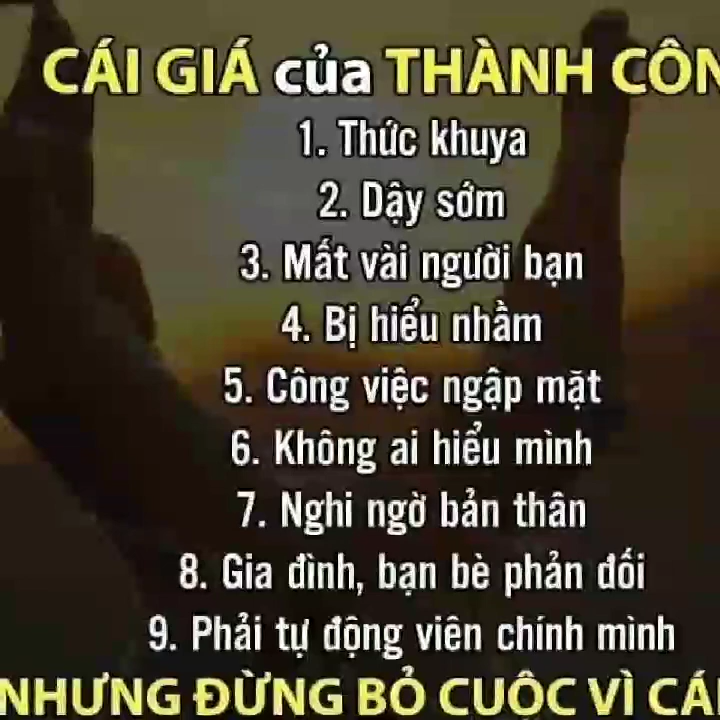 CÁI GIÁ của THÀNH CÔN
1. Thức khuya
2. Dậy sớm
3. Mất vài người bạn
4. Bị hiểu nhầm
5. Công việc ngập mặt
6. Không ai hiểu mình
7. Nghi ngờ bản thân
8. Gia đình, bạn bè phản đối
9. Phải tự động viên chính mình
NHƯNG ĐỪNG BỎ CUỘC VÌ CÁI